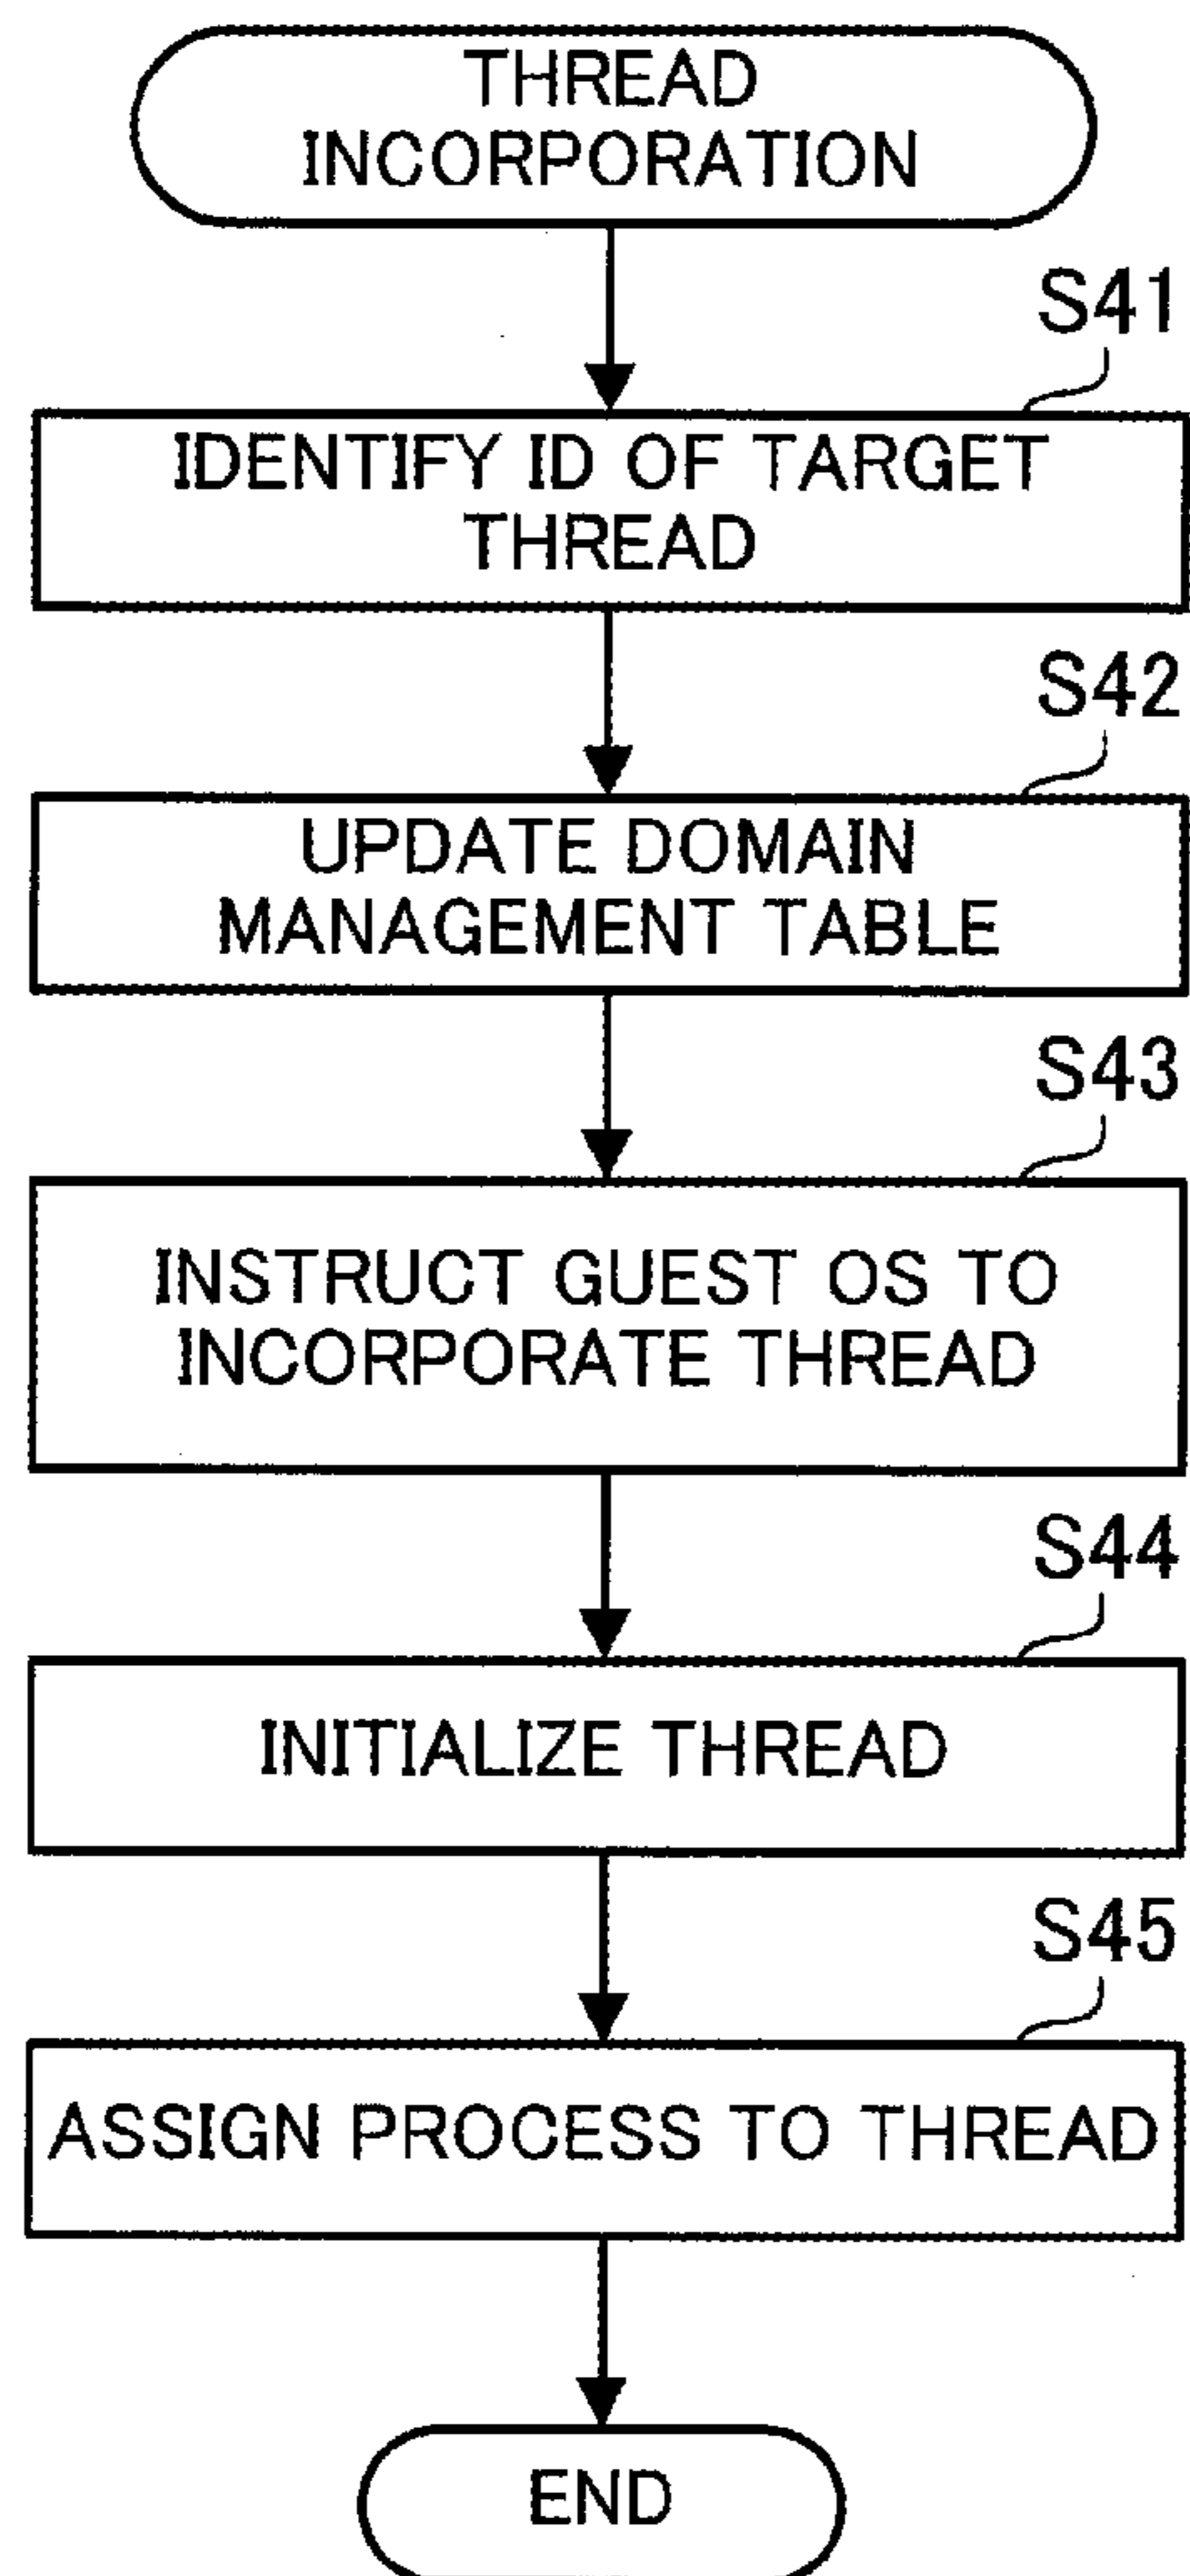 THREAD
INCORPORATION
S41
IDENTIFY ID OF TARGET
THREAD
S42
UPDATE DOMAIN
MANAGEMENT TABLE
S43
INSTRUCT GUEST OS TO
INCORPORATE THREAD
S44
INITIALIZE THREAD
S45
ASSIGN PROCESS TO THREAD
END